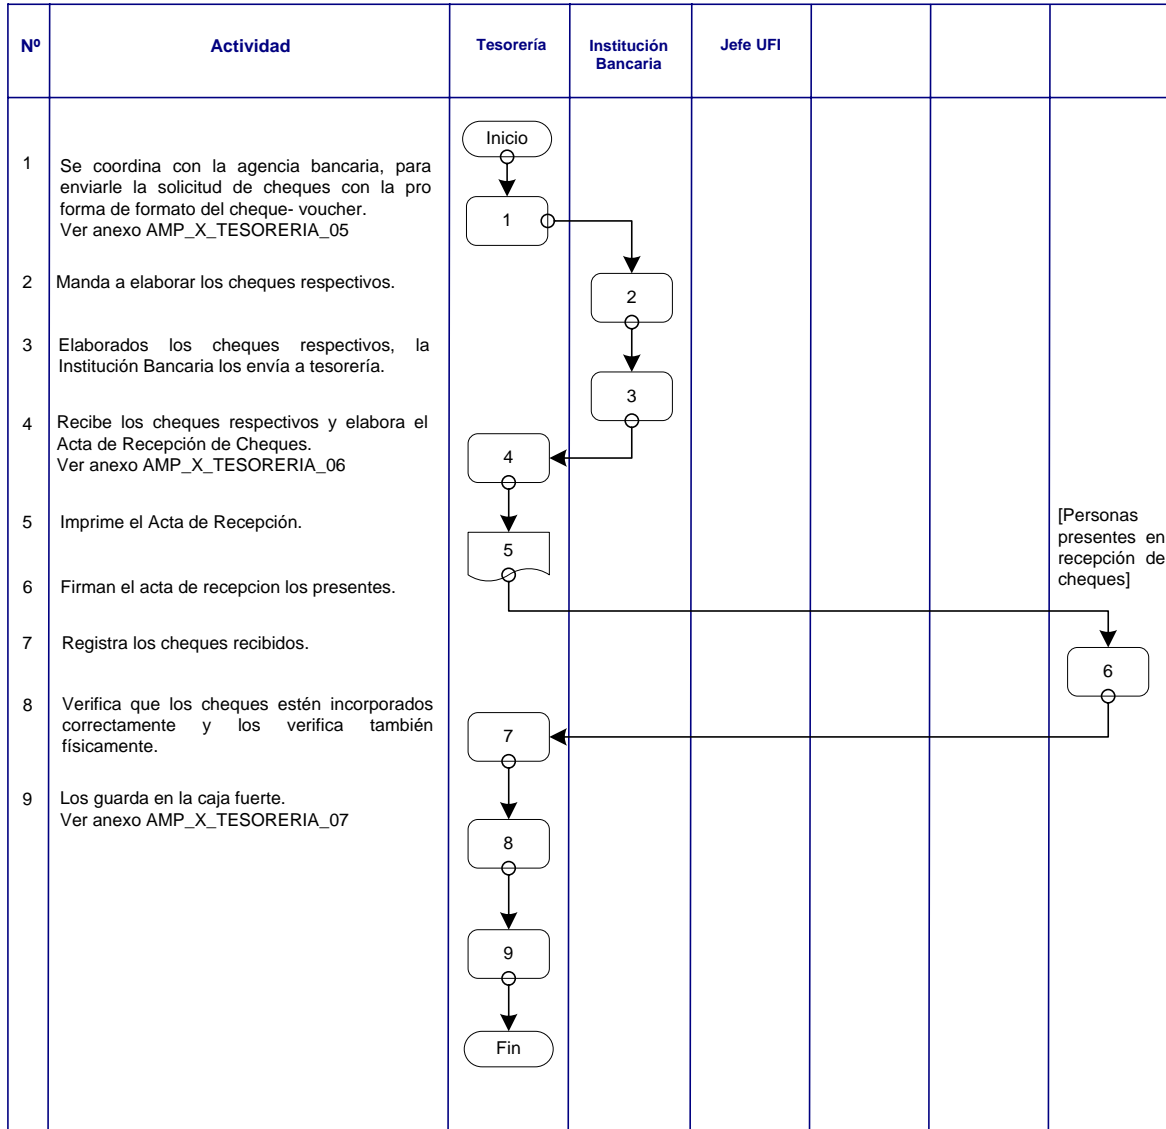 Nº
Actividad
Tesorería
Institución
Bancaria
Jefe UFI
1
Se coordina con la agencia bancaria, para
enviarle la solicitud de cheques con la pro
forma de formato del cheque- voucher.
Ver anexo AMP_X_TESORERIA_05
2
Manda a elaborar los cheques respectivos.
3
Elaborados los cheques respectivos, la
Institución Bancaria los envía a tesorería.
4
Recibe los cheques respectivos y elabora el
Acta de Recepción de Cheques.
Ver anexo AMP_X_TESORERIA_06
5
Imprime el Acta de Recepción.
6
Firman el acta de recepcion los presentes.
7
Registra los cheques recibidos.
8
Verifica que los cheques estén incorporados
correctamente y los verifica también
físicamente.
9
Los guarda en la caja fuerte.
Ver anexo AMP_X_TESORERIA_07
Inicio
1
2
3
4
5
[Personas
presentes en
recepción de
cheques]
6
7
8
9
Fin